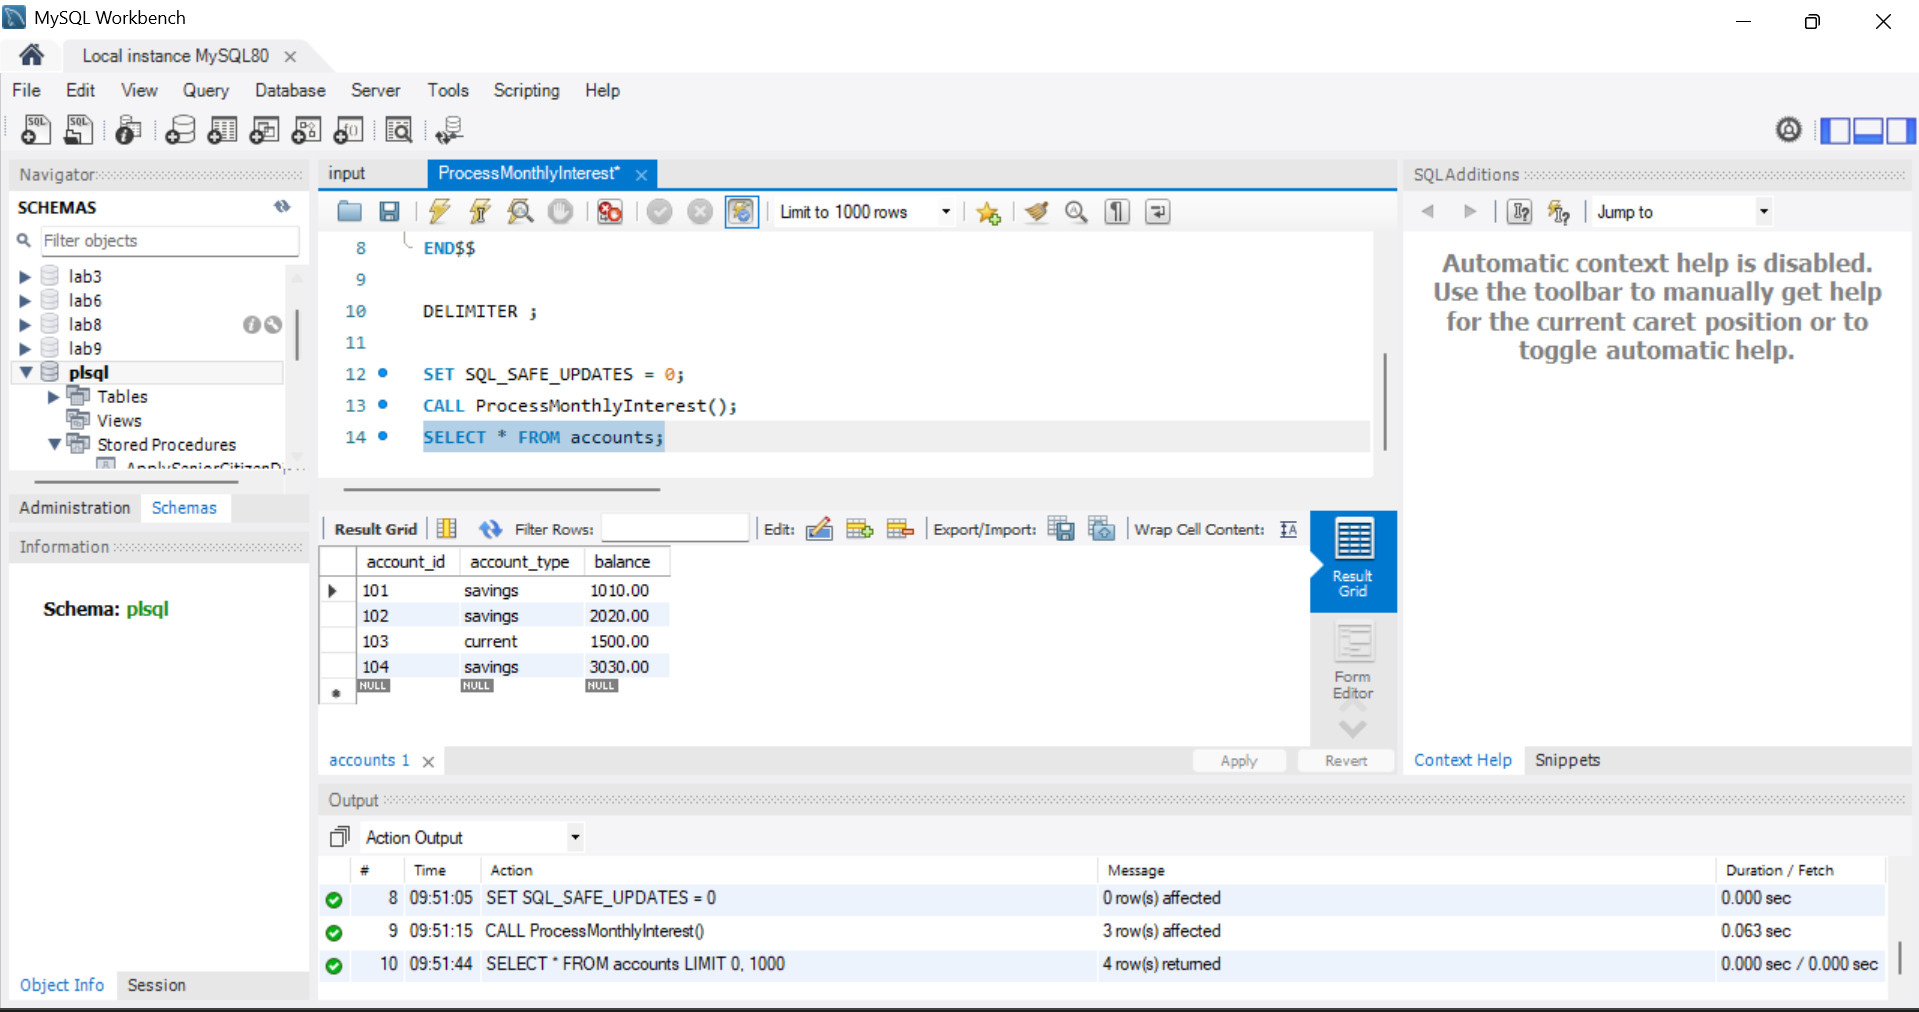 MySQL Workbench
Local instance MySQL80
File Edit View Query Database Server Tools Scripting Help
Navigator
SCHEMAS
Filter objects
lab3
lab6
lab8
lab9
plsql
Tables
Views
Stored Procedures
Administration Schemas
Information
Schema: plsql
Object Info Session
input ProcessMonthlyInterest*
Limit to 1000 rows
8 END$$
9
10 DELIMITER ;
11
12 SET SQL_SAFE_UPDATES = 0;
13 CALL ProcessMonthlyInterest();
14 SELECT * FROM accounts;
Result Grid Filter Rows: Edit: Export/Import: Wrap Cell Content:
account_id account_type balance
101 savings 1010.00
102 savings 2020.00
103 current 1500.00
104 savings 3030.00
NULL NULL NULL
Result
Grid
Form
Editor
accounts 1
Apply Revert
SQLAdditions
Jump to
Automatic context help is disabled.
Use the toolbar to manually get help
for the current caret position or to
toggle automatic help.
Context Help Snippets
Output
Action Output
# Time Action Message Duration / Fetch
8 09:51:05 SET SQL_SAFE_UPDATES = 0 0 row(s) affected 0.000 sec
9 09:51:15 CALL ProcessMonthlyInterest() 3 row(s) affected 0.063 sec
10 09:51:44 SELECT * FROM accounts LIMIT 0, 1000 4 row(s) returned 0.000 sec / 0.000 sec